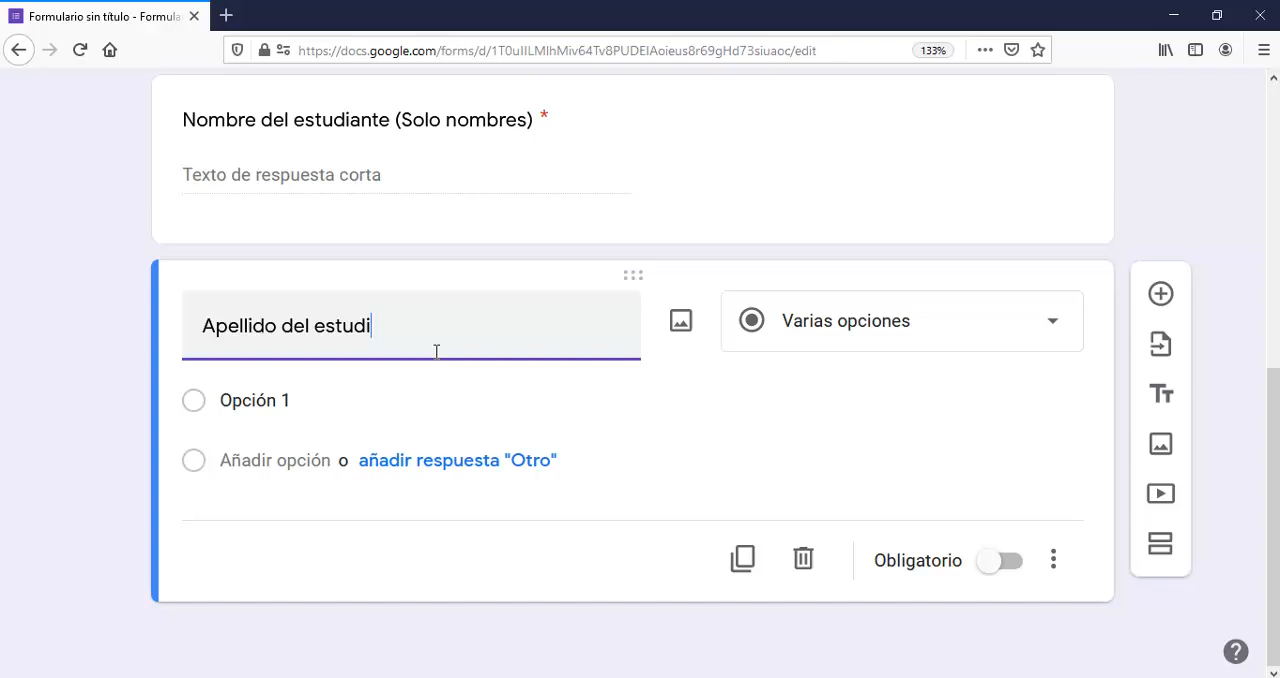 Formulario sin título - Formula
https://docs.google.com/forms/d/1T0uIILMIhMiv64Tv8PUDEIAoieus8r69gHd73siuaoc/edit
133%
Nombre del estudiante (Solo nombres) *
Texto de respuesta corta
Apellido del estudi
Varias opciones
Opción 1
Añadir opción o añadir respuesta "Otro"
Tт
Obligatorio